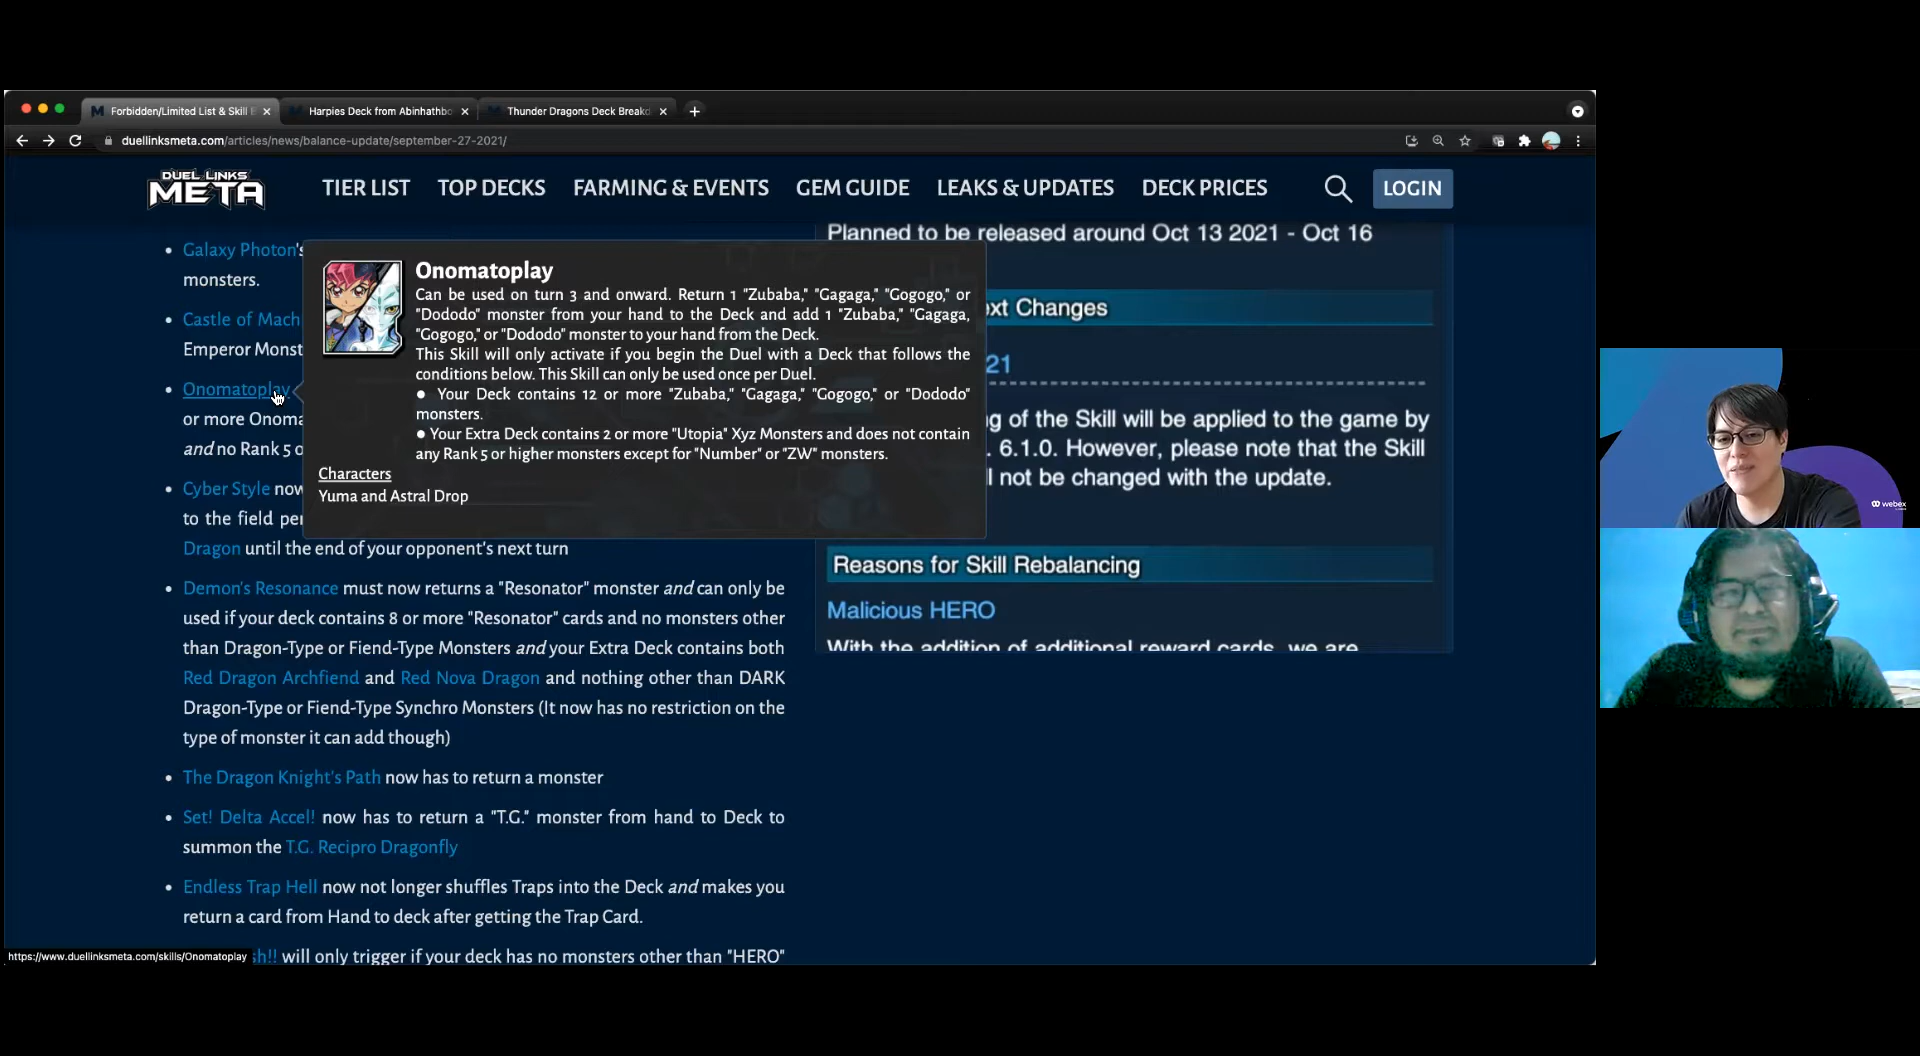 Forbidden/Limited List & Skill B
Harpies Deck from Abinhathbo
Thunder Dragons Deck Breakd
duellinksmeta.com/articles/news/balance-update/september-27-2021/
DUEL LINKS
META
TIER LIST
TOP DECKS
FARMING & EVENTS
GEM GUIDE
LEAKS & UPDATES
DECK PRICES
LOGIN
Galaxy Photon's
monsters.
Castle of Mach
Emperor Monst
Onomatoplay
or more Onoma
and no Rank 5 o
Cyber Style now
to the field per
Dragon until the end of your opponent's next turn
Demon's Resonance must now returns a "Resonator" monster and can only be
used if your deck contains 8 or more "Resonator" cards and no monsters other
than Dragon-Type or Fiend-Type Monsters and your Extra Deck contains both
Red Dragon Archfiend and Red Nova Dragon and nothing other than DARK
Dragon-Type or Fiend-Type Synchro Monsters (It now has no restriction on the
type of monster it can add though)
The Dragon Knight's Path now has to return a monster
Set! Delta Accel! now has to return a "T.G." monster from hand to Deck to
summon the T.G. Recipro Dragonfly
Endless Trap Hell now not longer shuffles Traps into the Deck and makes you
return a card from Hand to deck after getting the Trap Card.
sh!! will only trigger if your deck has no monsters other than "HERO"
https://www.duellinksmeta.com/skills/Onomatoplay
Onomatoplay
Can be used on turn 3 and onward. Return 1 "Zubaba," "Gagaga," "Gogogo," or
"Dododo" monster from your hand to the Deck and add 1 "Zubaba," "Gagaga,
"Gogogo," or "Dododo" monster to your hand from the Deck.
This Skill will only activate if you begin the Duel with a Deck that follows the
conditions below. This Skill can only be used once per Duel.
● Your Deck contains 12 or more "Zubaba," "Gagaga," "Gogogo," or "Dododo"
monsters.
● Your Extra Deck contains 2 or more "Utopia" Xyz Monsters and does not contain
any Rank 5 or higher monsters except for "Number" or "ZW" monsters.
Characters
Yuma and Astral Drop
Planned to be released around Oct 13 2021 - Oct 16
ext Changes
21
ng of the Skill will be applied to the game by
. 6.1.0. However, please note that the Skill
l not be changed with the update.
Reasons for Skill Rebalancing
Malicious HERO
With the addition of additional reward cards, we are
webex